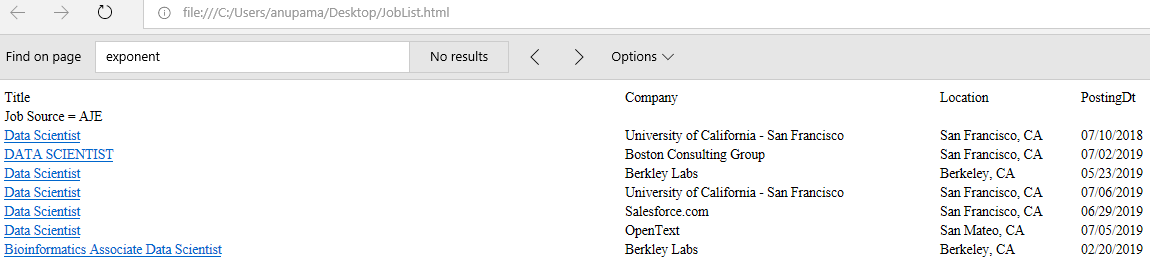 file:///C:/Users/anupama/Desktop/JobList.html
Find on page exponent No results Options
Title Company Location PostingDt
Job Source = AJE
Data Scientist University of California - San Francisco San Francisco, CA 07/10/2018
DATA SCIENTIST Boston Consulting Group San Francisco, CA 07/02/2019
Data Scientist Berkley Labs Berkeley, CA 05/23/2019
Data Scientist University of California - San Francisco San Francisco, CA 07/06/2019
Data Scientist Salesforce.com San Francisco, CA 06/29/2019
Data Scientist OpenText San Mateo, CA 07/05/2019
Bioinformatics Associate Data Scientist Berkley Labs Berkeley, CA 02/20/2019